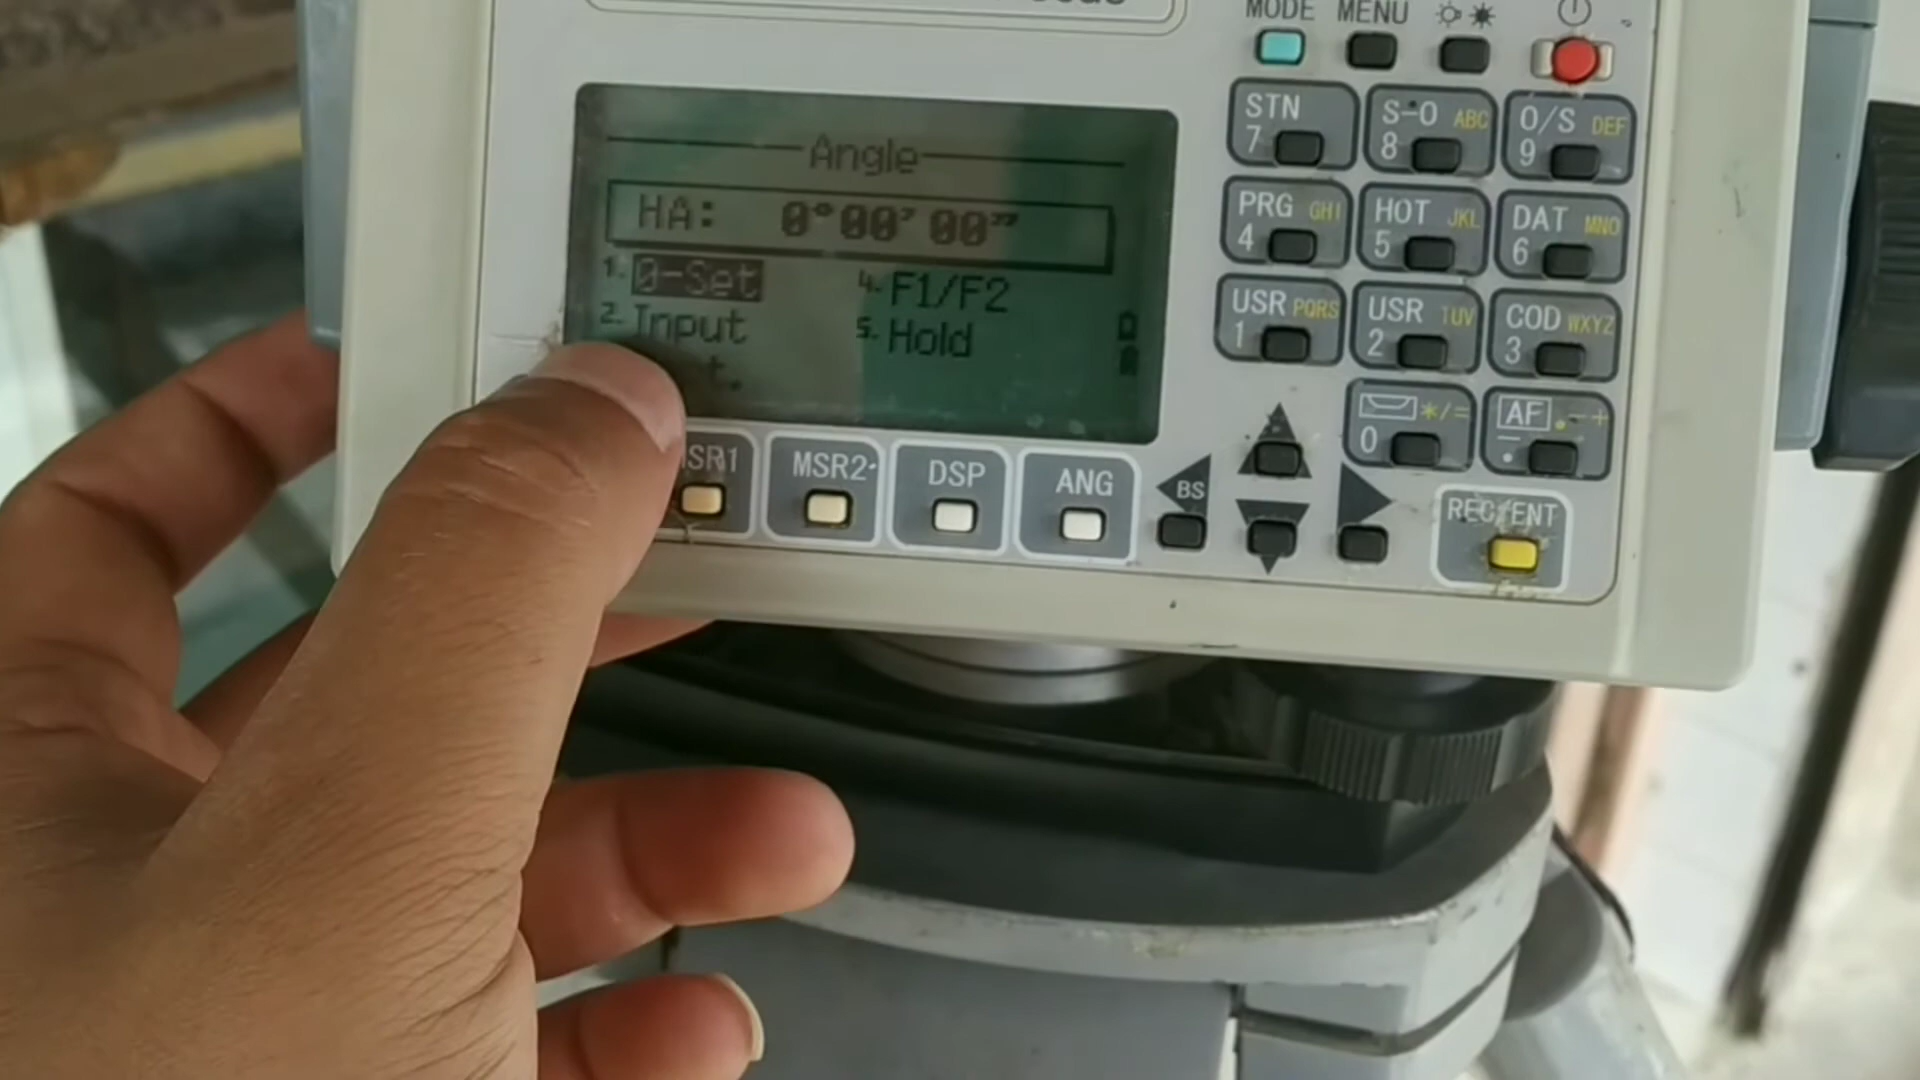 MODE MENU
Angle
HA: 0°00'00"
1. 0-Set 4. F1/F2
2. Input 5. Hold
t.
STN 7
S-O ABC 8
O/S DEF 9
PRG GHI 4
HOT JKL 5
DAT MNO 6
USR PQRS 1
USR TUV 2
COD WXYZ 3
*/= 0
AF .-+
MSR2 DSP ANG
BS
REC/ENT